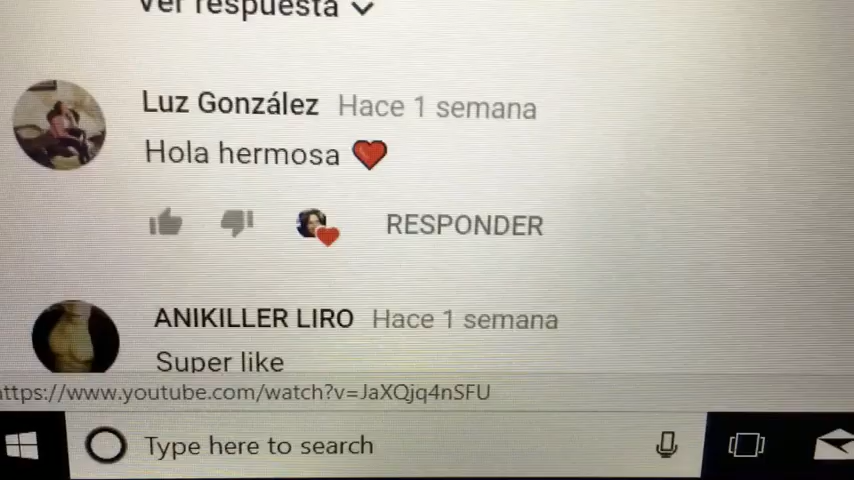 Ver respuesta
Luz González Hace 1 semana
Hola hermosa ❤️
RESPONDER
ANIKILLER LIRO Hace 1 semana
Super like
ttps://www.youtube.com/watch?v=JaXQjq4nSFU
Type here to search